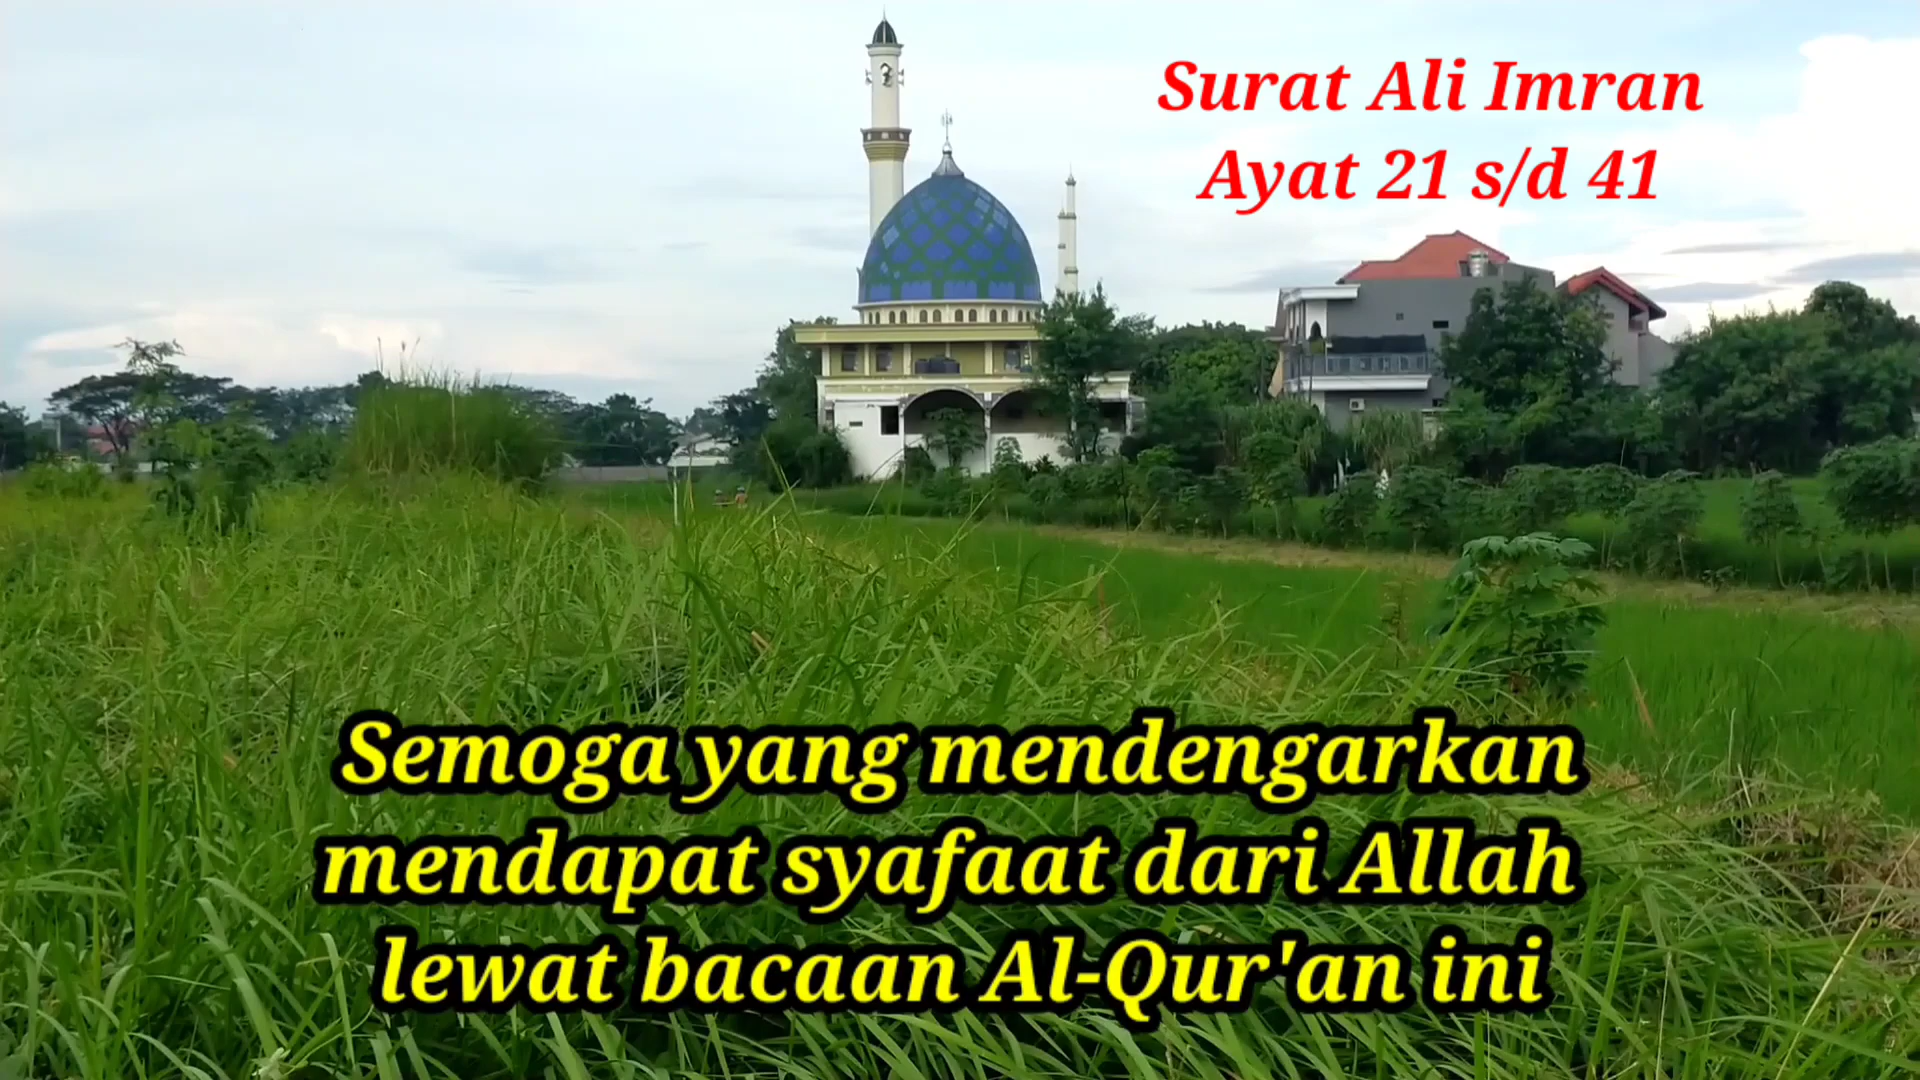 Surat Ali Imran
Ayat 21 s/d 41
Semoga yang mendengarkan
mendapat syafaat dari Allah
lewat bacaan Al-Qur'an ini